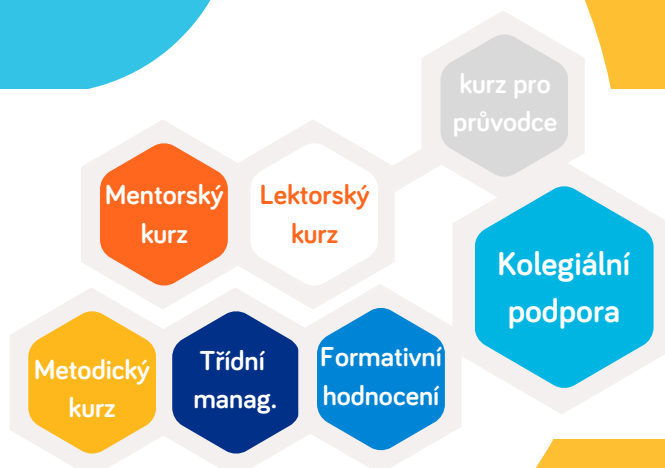 kurz pro
průvodce
Mentorský
kurz
Lektorský
kurz
Kolegiální
podpora
Metodický
kurz
Třídní
manag.
Formativní
hodnocení